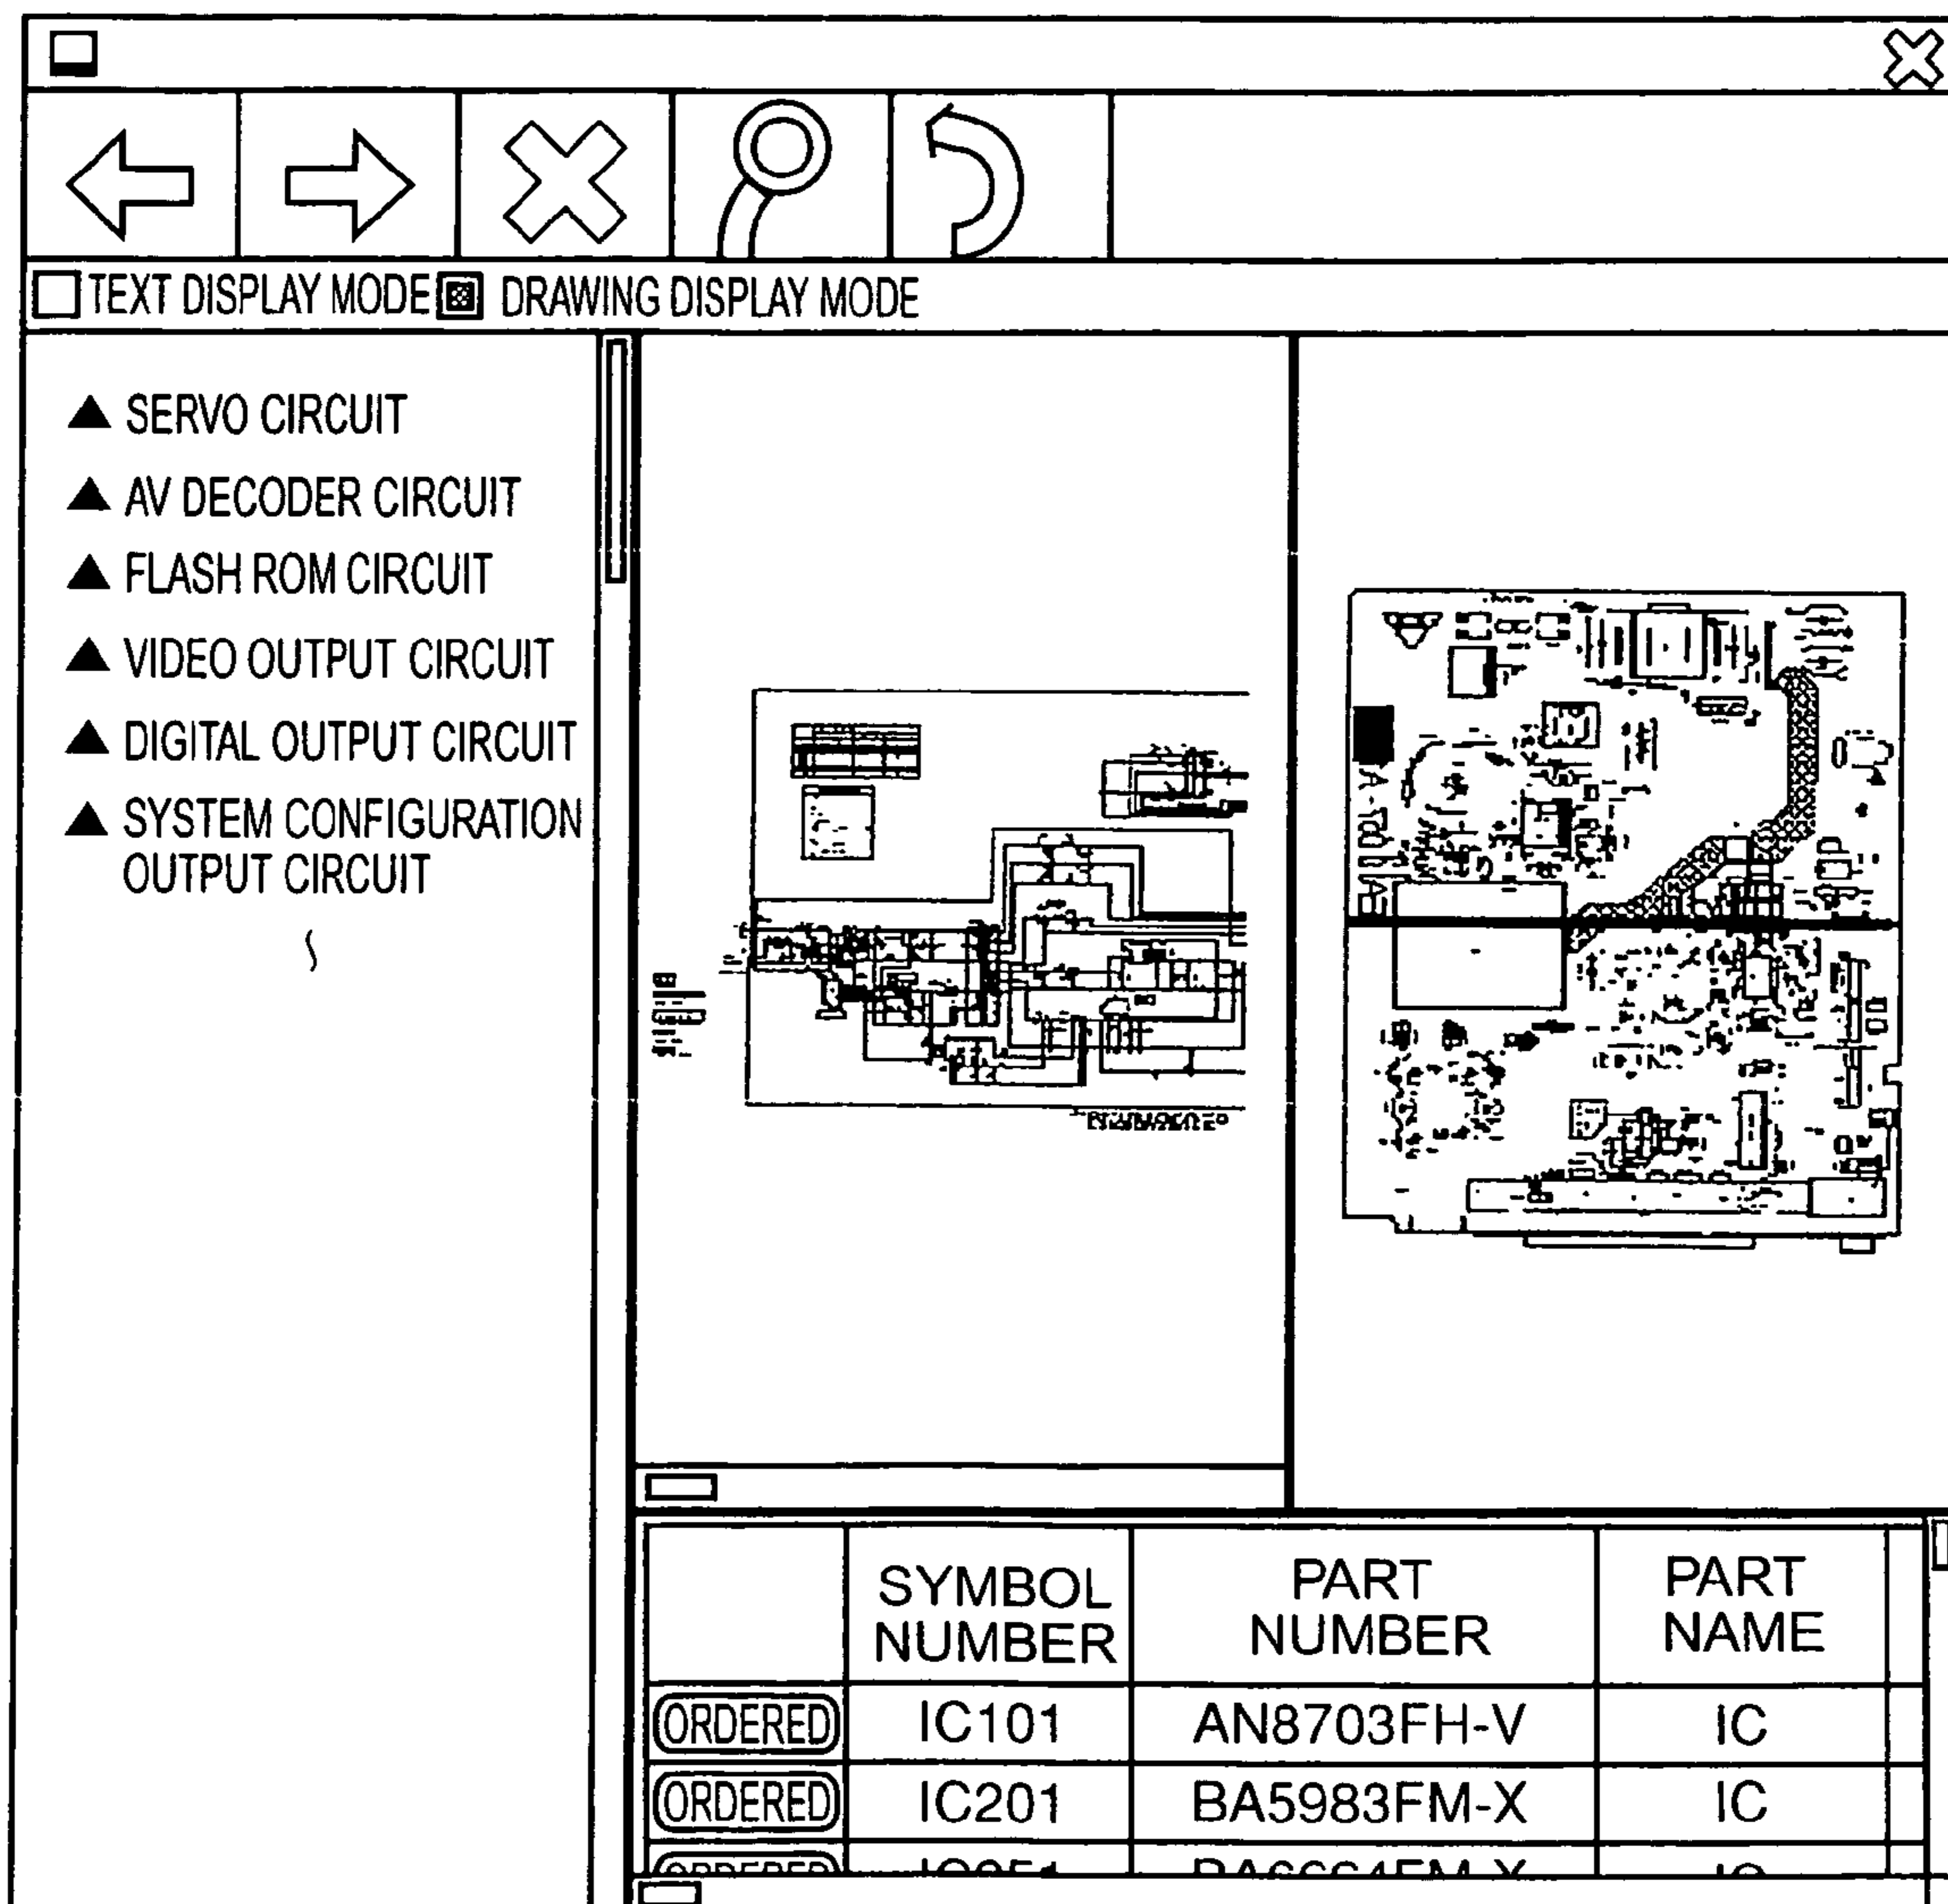 TEXT DISPLAY MODE DRAWING DISPLAY MODE
▲ SERVO CIRCUIT
▲ AV DECODER CIRCUIT
▲ FLASH ROM CIRCUIT
▲ VIDEO OUTPUT CIRCUIT
▲ DIGITAL OUTPUT CIRCUIT
▲ SYSTEM CONFIGURATION
OUTPUT CIRCUIT
SYMBOL NUMBER PART NUMBER PART NAME
ORDERED IC101 AN8703FH-V IC
ORDERED IC201 BA5983FM-X IC
ORDERED